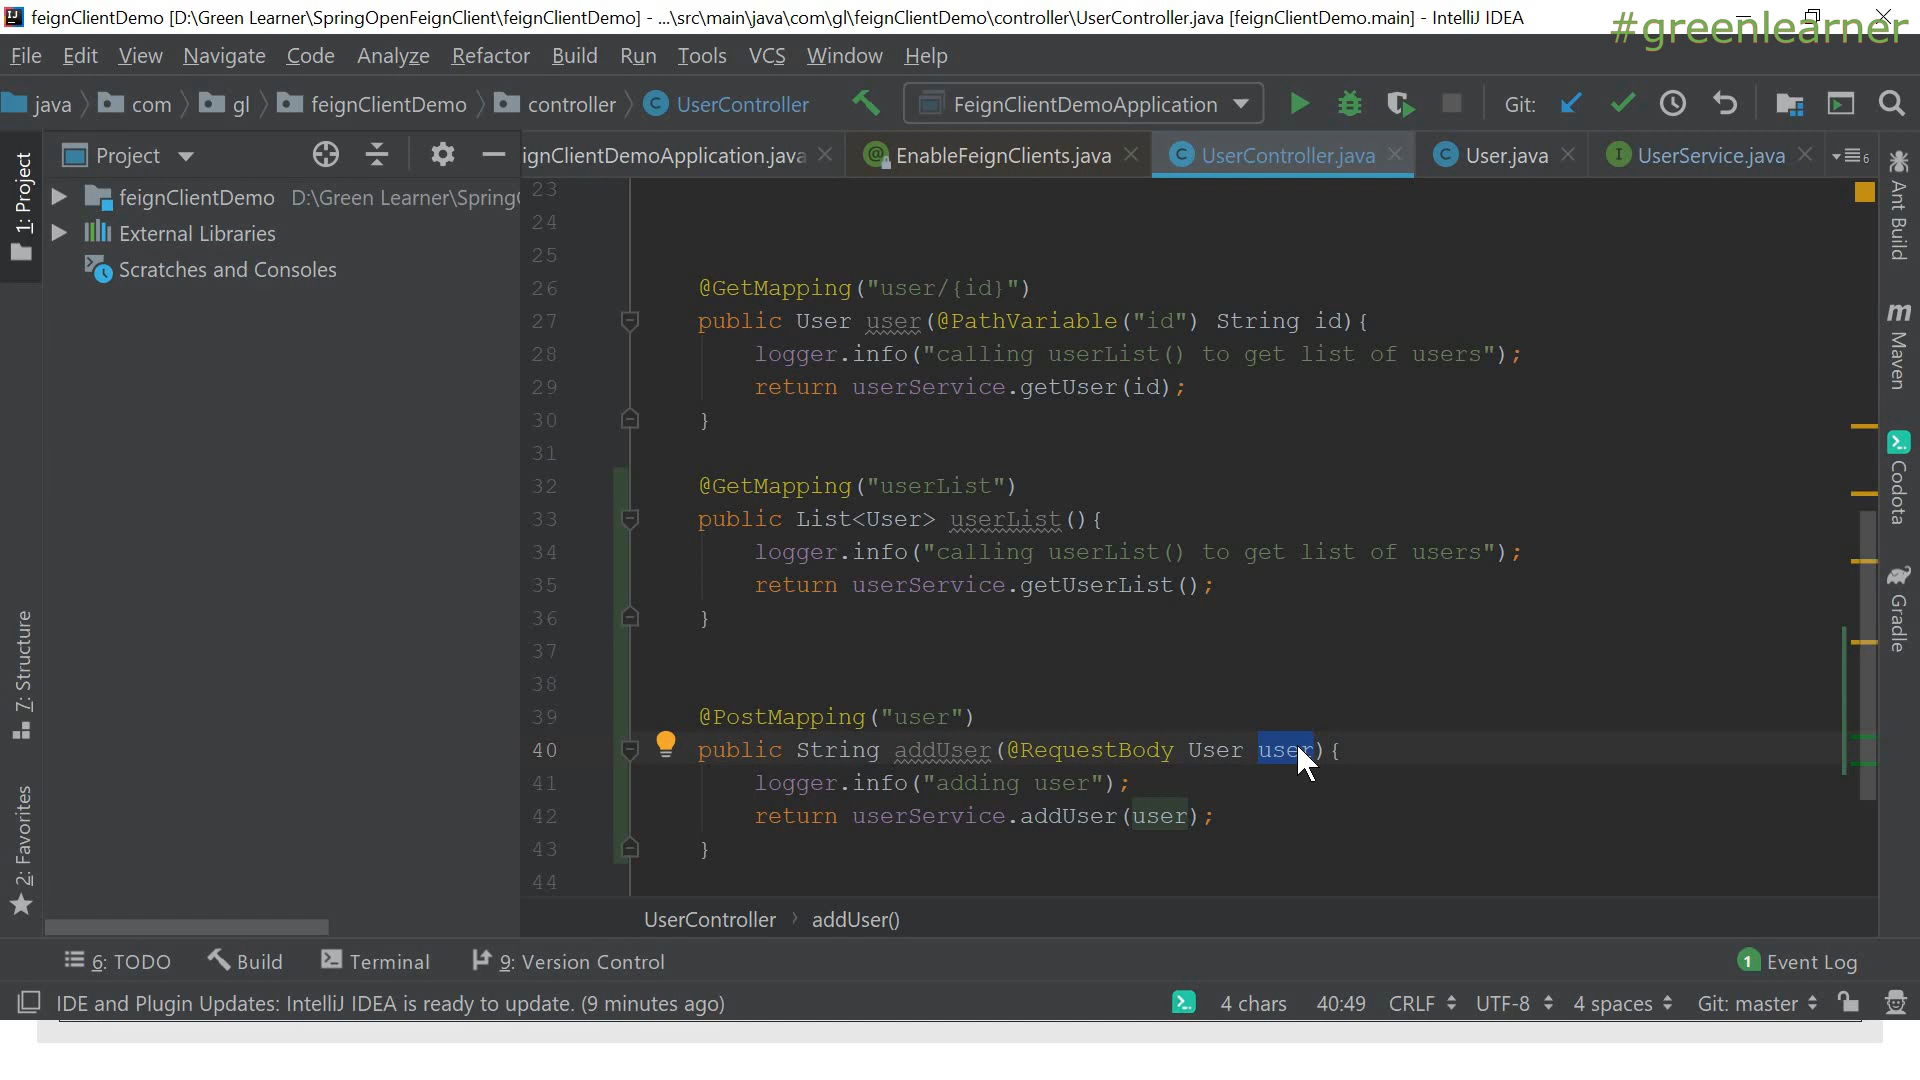 feignClientDemo [D:\Green Learner\SpringOpenFeignClient\feignClientDemo] - ...\src\main\java\com\gl\feignClientDemo\controller\UserController.java [feignClientDemo.main] - IntelliJ IDEA
#greenlearner
File Edit View Navigate Code Analyze Refactor Build Run Tools VCS Window Help
java com gl feignClientDemo controller UserController FeignClientDemoApplication Git:
Project ignClientDemoApplication.java EnableFeignClients.java UserController.java User.java UserService.java 6
feignClientDemo D:\Green Learner\Spring
External Libraries
Scratches and Consoles
1: Project
7: Structure
2: Favorites
23
24
25
26 @GetMapping("user/{id}")
27 public User user(@PathVariable("id") String id){
28 logger.info("calling userList() to get list of users");
29 return userService.getUser(id);
30 }
31
32 @GetMapping("userList")
33 public List<User> userList(){
34 logger.info("calling userList() to get list of users");
35 return userService.getUserList();
36 }
37
38
39 @PostMapping("user")
40 public String addUser(@RequestBody User user){
41 logger.info("adding user");
42 return userService.addUser(user);
43 }
44
Ant Build
m Maven
Codota
Gradle
UserController addUser()
6: TODO Build Terminal 9: Version Control 1 Event Log
IDE and Plugin Updates: IntelliJ IDEA is ready to update. (9 minutes ago) 4 chars 40:49 CRLF UTF-8 4 spaces Git: master